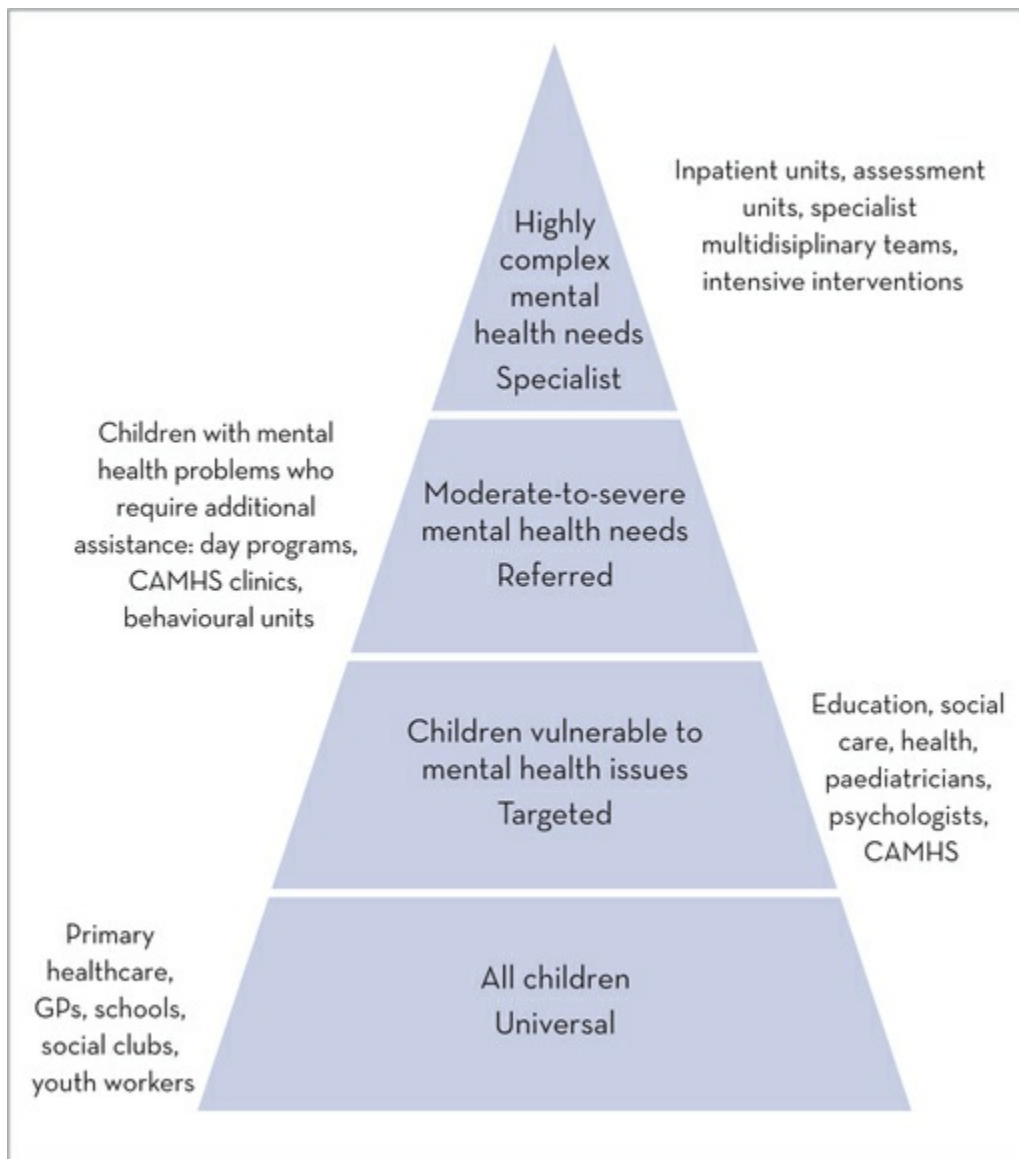 Highly
complex
mental
health needs
Specialist
Inpatient units, assessment
units, specialist
multidisiplinary teams,
intensive interventions
Children with mental
health problems who
require additional
assistance: day programs,
CAMHS clinics,
behavioural units
Moderate-to-severe
mental health needs
Referred
Children vulnerable to
mental health issues
Targeted
Education, social
care, health,
paediatricians,
psychologists,
CAMHS
Primary
healthcare,
GPs, schools,
social clubs,
youth workers
All children
Universal